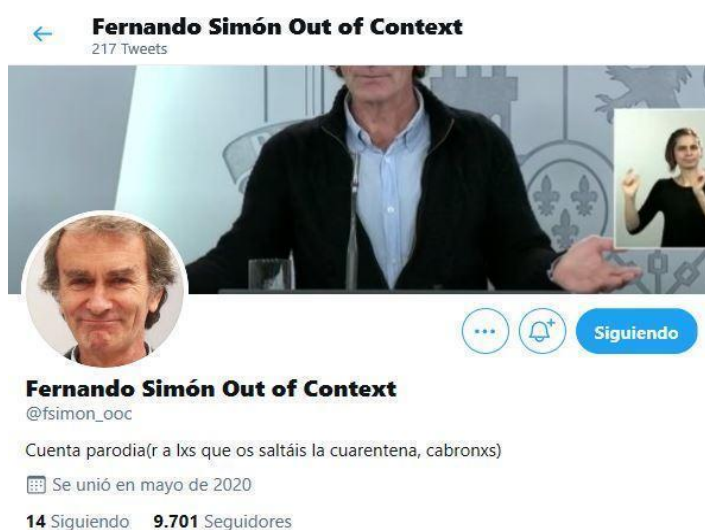 Fernando Simón Out of Context
217 Tweets
Siguiendo
Fernando Simón Out of Context
@fsimon_ooc
Cuenta parodia(r a lxs que os saltáis la cuarentena, cabronxs)
Se unió en mayo de 2020
14 Siguiendo 9.701 Seguidores